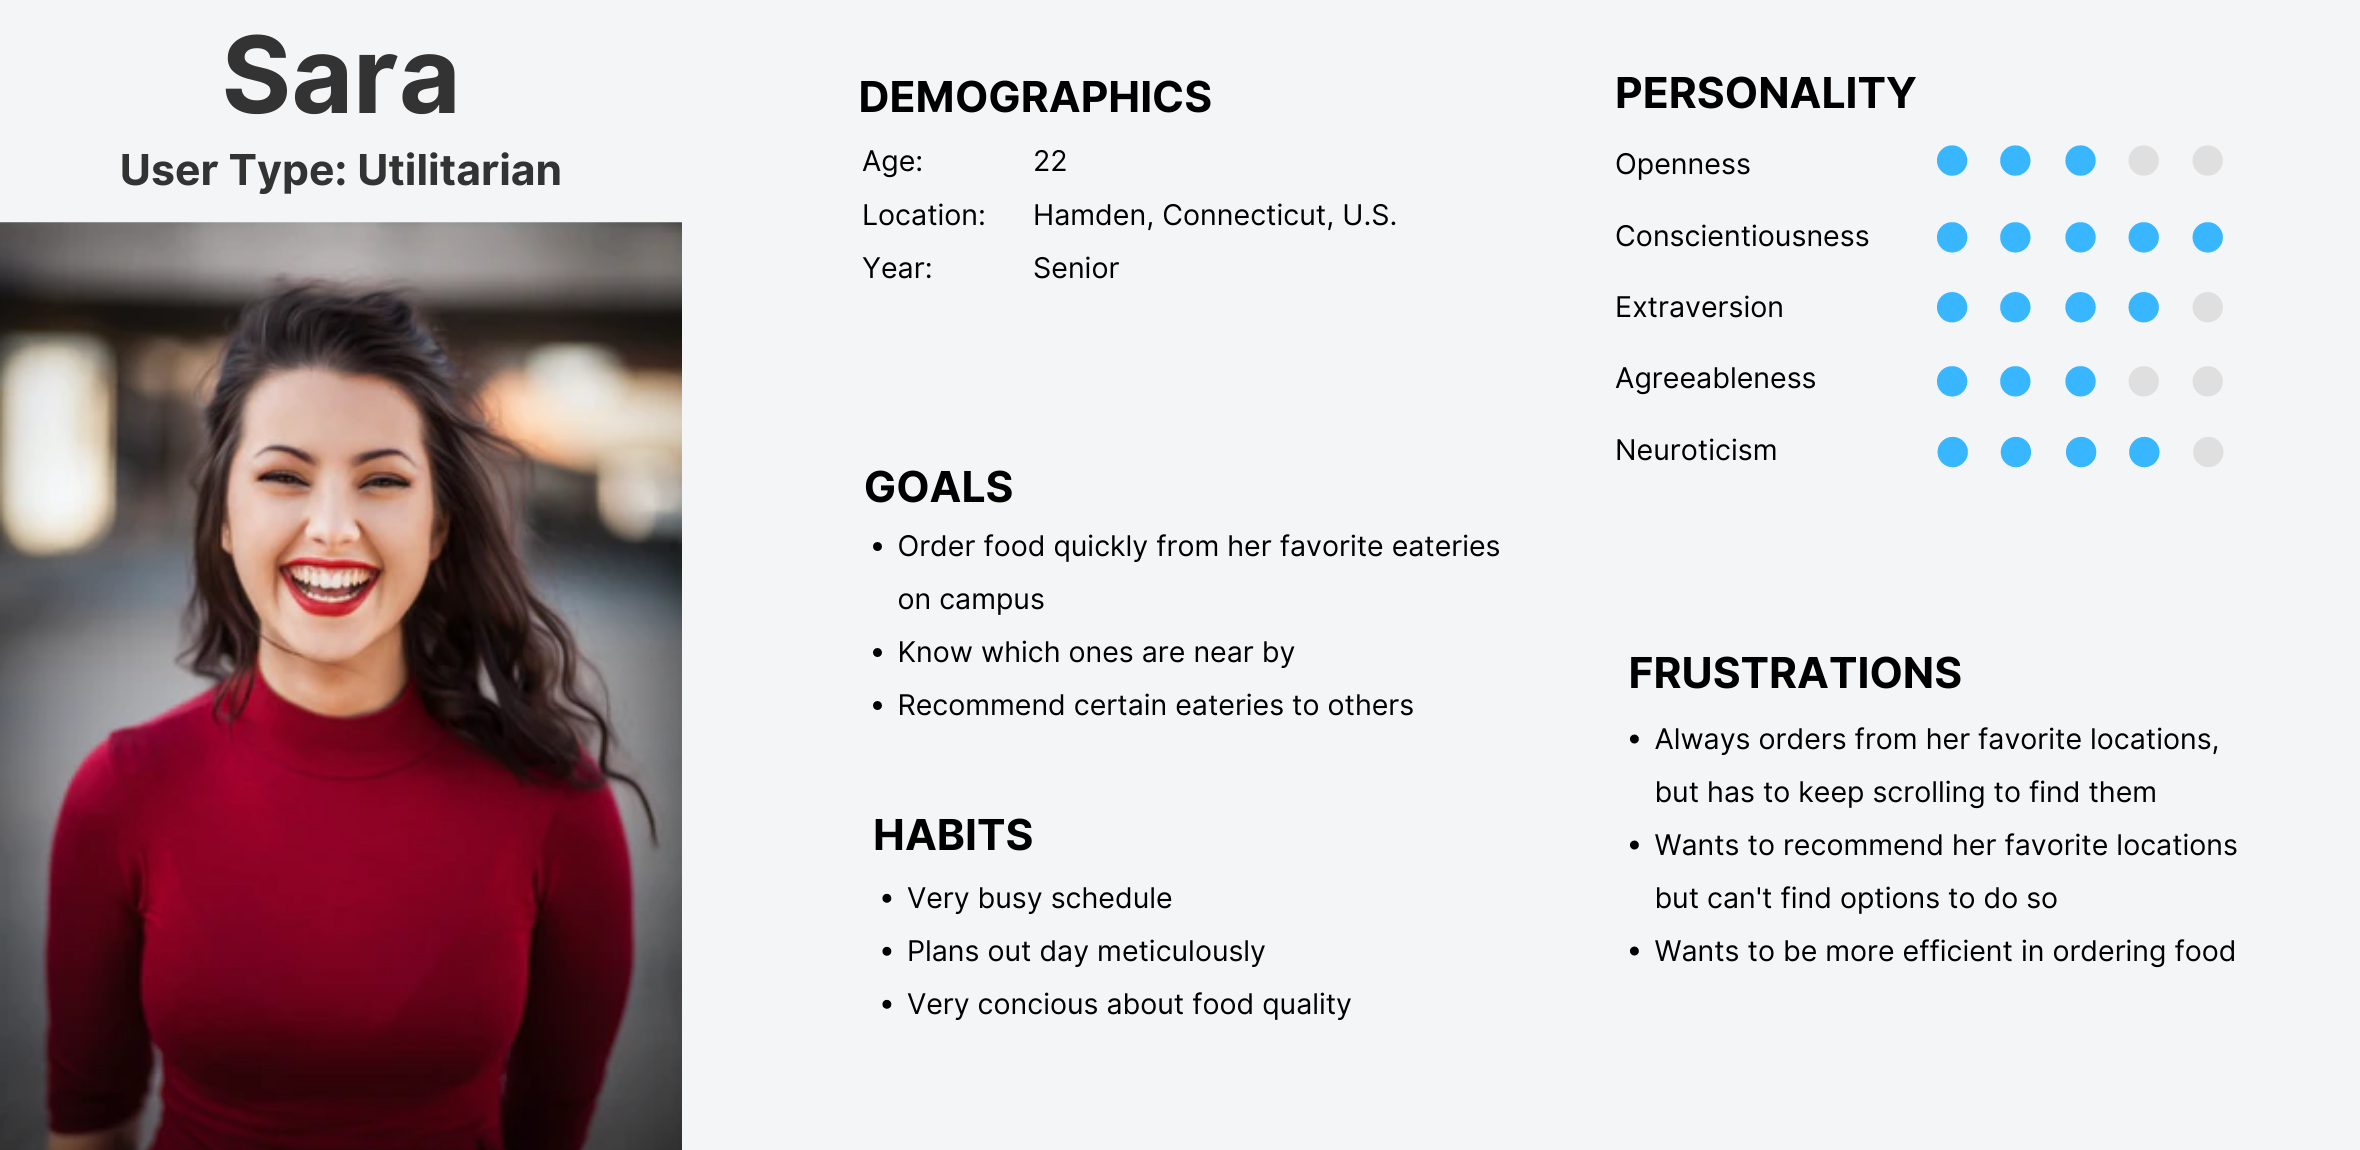 Sara
User Type: Utilitarian
DEMOGRAPHICS
Age: 22
Location: Hamden, Connecticut, U.S.
Year: Senior
GOALS
• Order food quickly from her favorite eateries
on campus
• Know which ones are near by
• Recommend certain eateries to others
HABITS
• Very busy schedule
• Plans out day meticulously
• Very concious about food quality
PERSONALITY
Openness
Conscientiousness
Extraversion
Agreeableness
Neuroticism
FRUSTRATIONS
• Always orders from her favorite locations,
but has to keep scrolling to find them
• Wants to recommend her favorite locations
but can't find options to do so
• Wants to be more efficient in ordering food